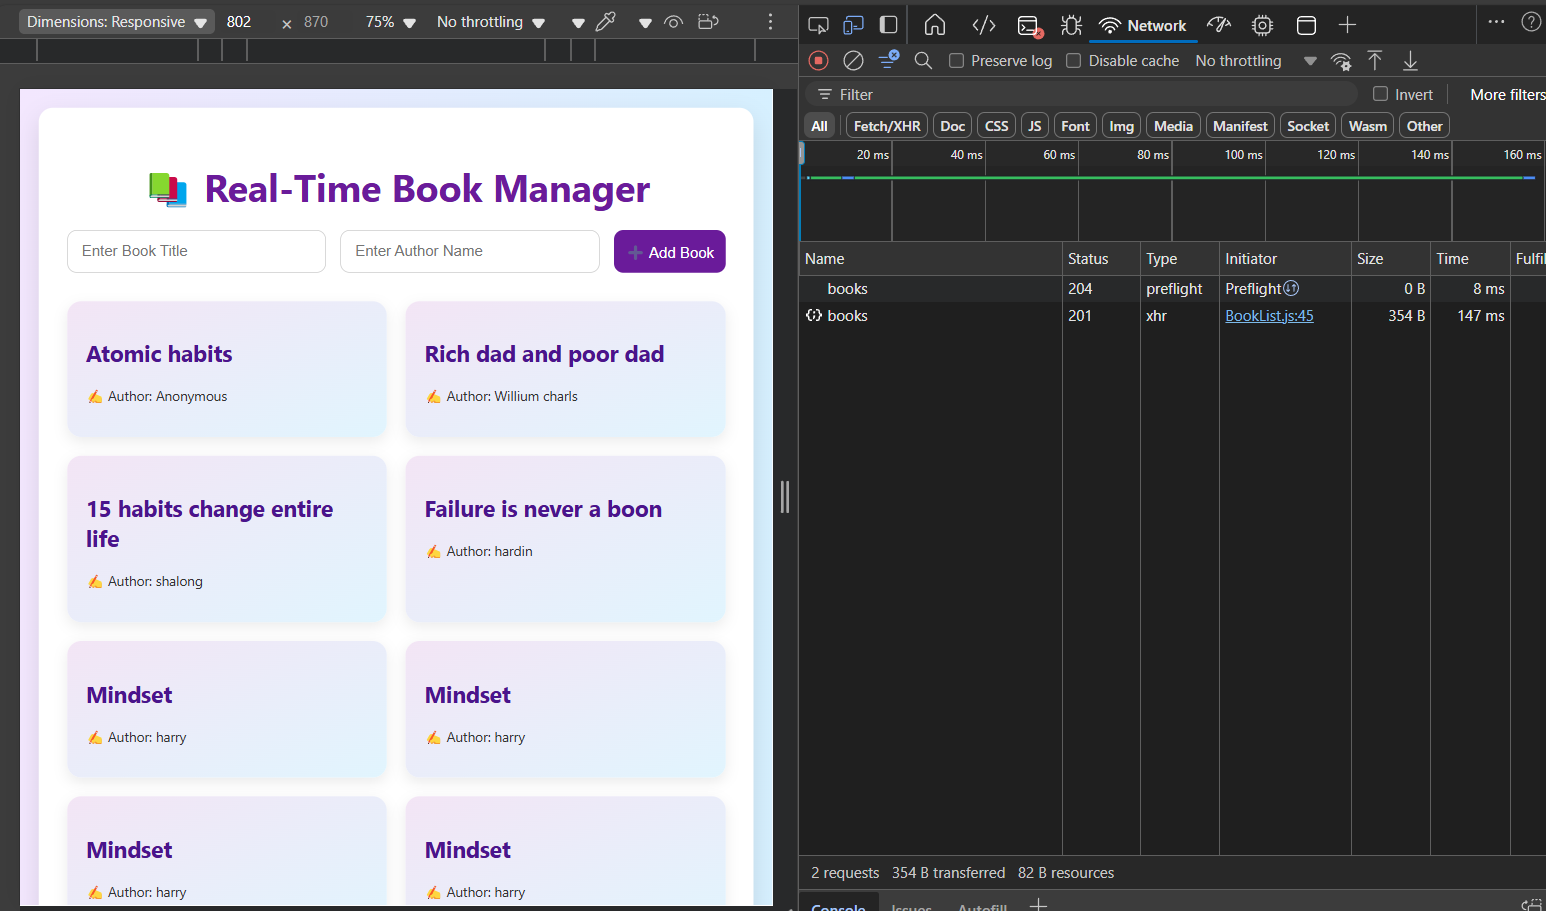 Dimensions: Responsive 802 × 870 75% No throttling
📚 Real-Time Book Manager
Enter Book Title
Enter Author Name
➕ Add Book
Atomic habits
✍ Author: Anonymous
Rich dad and poor dad
✍ Author: Willium charls
15 habits change entire
life
✍ Author: shalong
Failure is never a boon
✍ Author: hardin
Mindset
✍ Author: harry
Mindset
✍ Author: harry
Mindset
✍ Author: harry
Mindset
✍ Author: harry
Network
Preserve log Disable cache No throttling
Filter Invert More filters
All Fetch/XHR Doc CSS JS Font Img Media Manifest Socket Wasm Other
20 ms 40 ms 60 ms 80 ms 100 ms 120 ms 140 ms 160 ms
Name Status Type Initiator Size Time Fulfil
books 204 preflight Preflight 0 B 8 ms
books 201 xhr BookList.js:45 354 B 147 ms
2 requests 354 B transferred 82 B resources
Console Issues Autofill